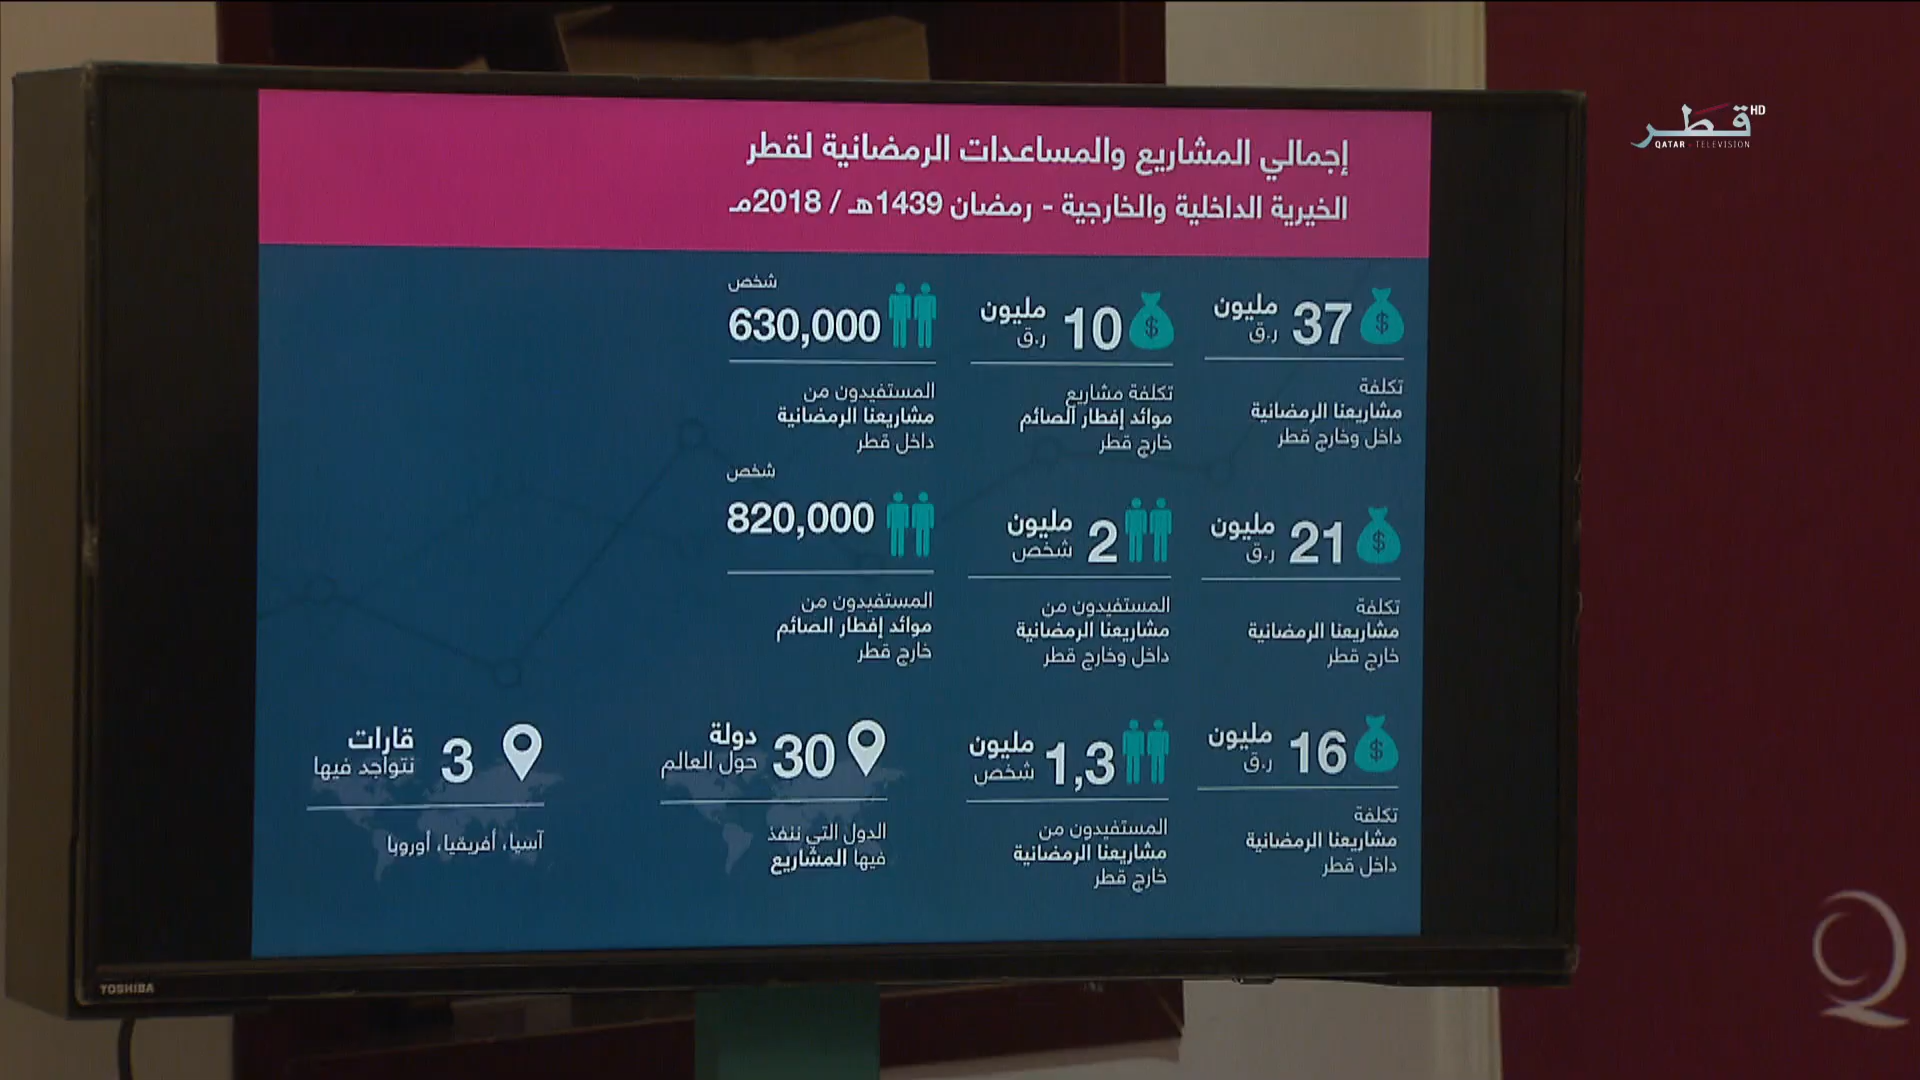 إجمالي المشاريع والمساعدات الرمضانية لقطر
الخيرية الداخلية والخارجية - رمضان 1439هـ / 2018مـ
37 مليون
ر.ق
تكلفة
مشاريعنا الرمضانية
داخل وخارج قطر
10 مليون
ر.ق
تكلفة مشاريع
موائد إفطار الصائم
خارج قطر
شخص
630,000
المستفيدون من
مشاريعنا الرمضانية
داخل قطر
21 مليون
ر.ق
تكلفة
مشاريعنا الرمضانية
خارج قطر
2 مليون
شخص
المستفيدون من
مشاريعنا الرمضانية
داخل وخارج قطر
شخص
820,000
المستفيدون من
موائد إفطار الصائم
خارج قطر
16 مليون
ر.ق
تكلفة
مشاريعنا الرمضانية
داخل قطر
1,3 مليون
شخص
المستفيدون من
مشاريعنا الرمضانية
خارج قطر
30 دولة
حول العالم
الدول التي ننفذ
فيها المشاريع
3 قارات
نتواجد فيها
آسيا، أفريقيا، أوروبا
TOSHIBA
قطر HD
QATAR - TELEVISION